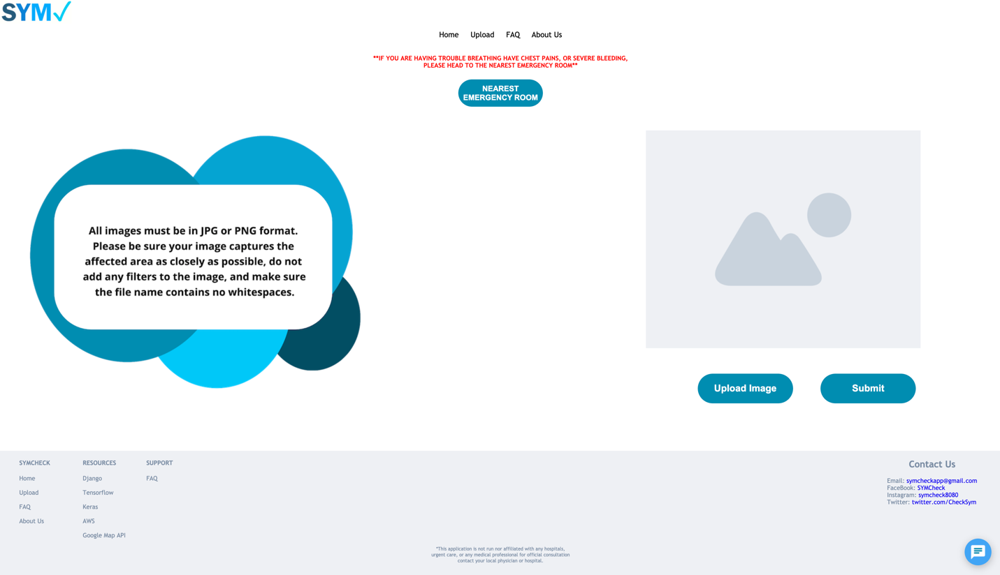 SYM✓
Home Upload FAQ About Us
**IF YOU ARE HAVING TROUBLE BREATHING HAVE CHEST PAINS, OR SEVERE BLEEDING,
PLEASE HEAD TO THE NEAREST EMERGENCY ROOM**
NEAREST
EMERGENCY ROOM
All images must be in JPG or PNG format.
Please be sure your image captures the
affected area as closely as possible, do not
add any filters to the image, and make sure
the file name contains no whitespaces.
Upload Image
Submit
SYMCHECK
Home
Upload
FAQ
About Us
RESOURCES
Django
Tensorflow
Keras
AWS
Google Map API
SUPPORT
FAQ
Contact Us
Email: symcheckapp@gmail.com
FaceBook: SYMCheck
Instagram: symcheck8080
Twitter: twitter.com/CheckSym
*This application is not run nor affiliated with any hospitals,
urgent care, or any medical professional for official consultation
contact your local physician or hospital.